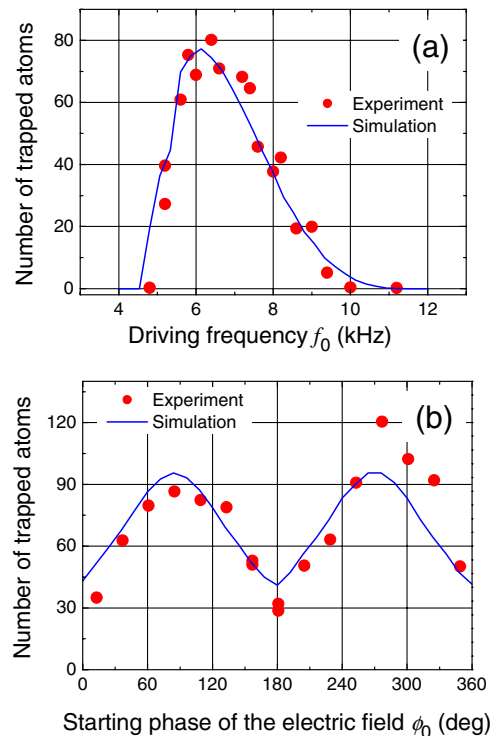 (a)
80
60
40
20
0
Number of trapped atoms
Experiment
Simulation
4 6 8 10 12
Driving frequency f0 (kHz)
(b)
Experiment
Simulation
120
90
60
30
0
Number of trapped atoms
0 60 120 180 240 300 360
Starting phase of the electric field ϕ0 (deg)